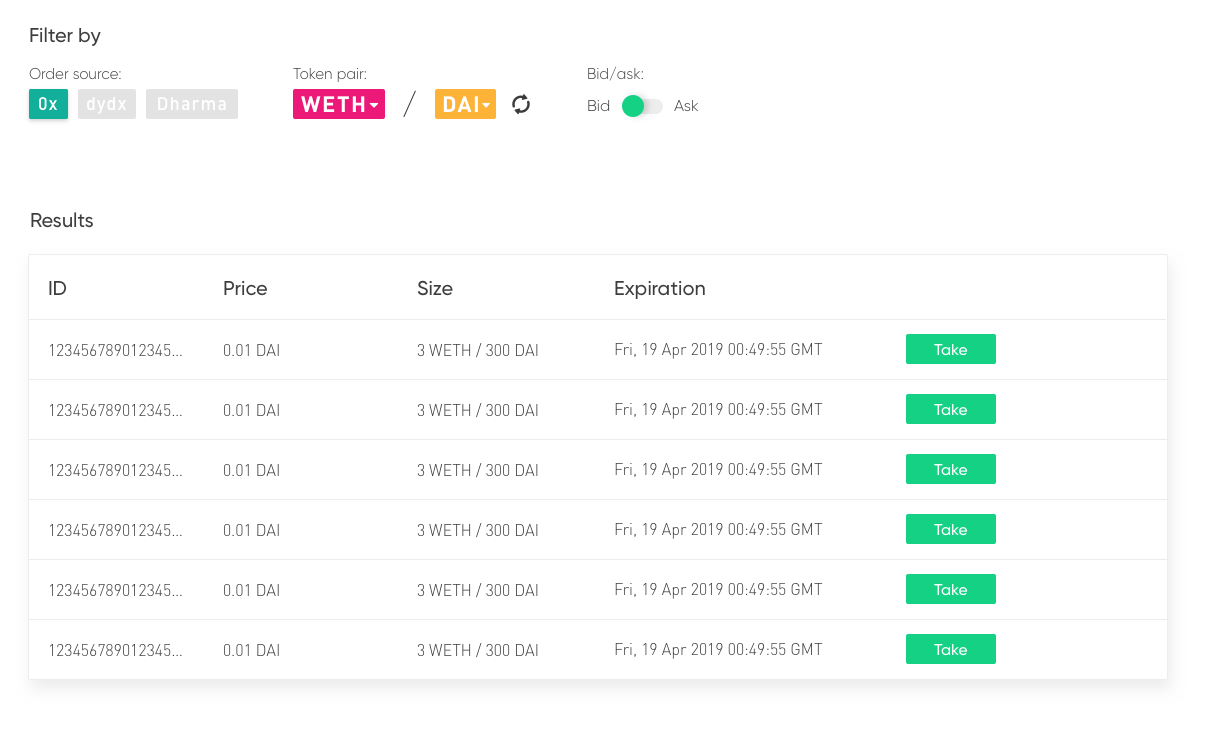 Filter by
Order source: Token pair: Bid/ask:
0x dydx Dharma WETH / DAI Bid Ask
Results
ID Price Size Expiration
123456789012345... 0.01 DAI 3 WETH / 300 DAI Fri, 19 Apr 2019 00:49:55 GMT Take
123456789012345... 0.01 DAI 3 WETH / 300 DAI Fri, 19 Apr 2019 00:49:55 GMT Take
123456789012345... 0.01 DAI 3 WETH / 300 DAI Fri, 19 Apr 2019 00:49:55 GMT Take
123456789012345... 0.01 DAI 3 WETH / 300 DAI Fri, 19 Apr 2019 00:49:55 GMT Take
123456789012345... 0.01 DAI 3 WETH / 300 DAI Fri, 19 Apr 2019 00:49:55 GMT Take
123456789012345... 0.01 DAI 3 WETH / 300 DAI Fri, 19 Apr 2019 00:49:55 GMT Take